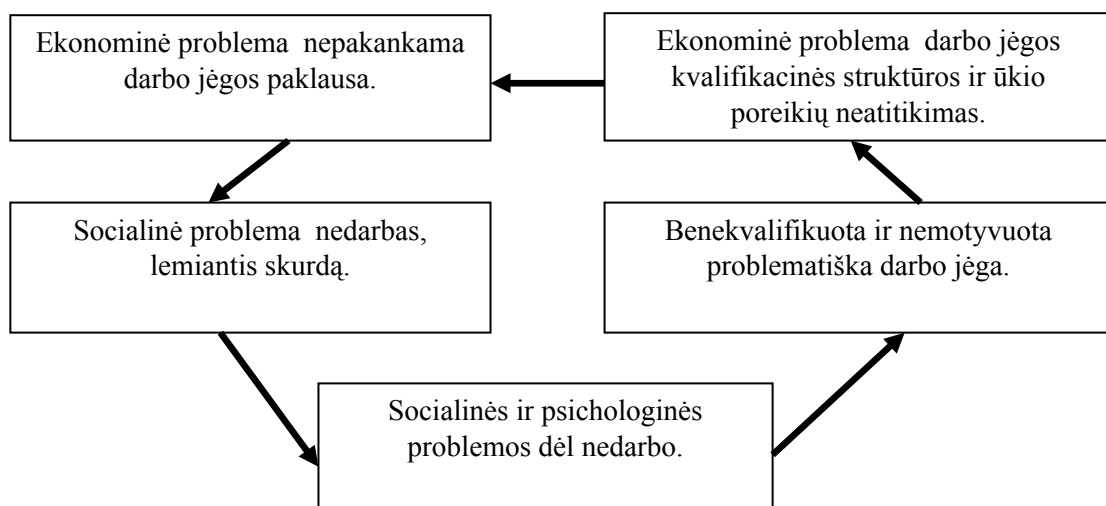 Ekonominė problema nepakankama
darbo jėgos paklausa.
Ekonominė problema darbo jėgos
kvalifikacinės struktūros ir ūkio
poreikių neatitikimas.
Socialinė problema nedarbas,
lemiantis skurdą.
Benekvalifikuota ir nemotyvuota
problematiška darbo jėga.
Socialinės ir psichologinės
problemos dėl nedarbo.